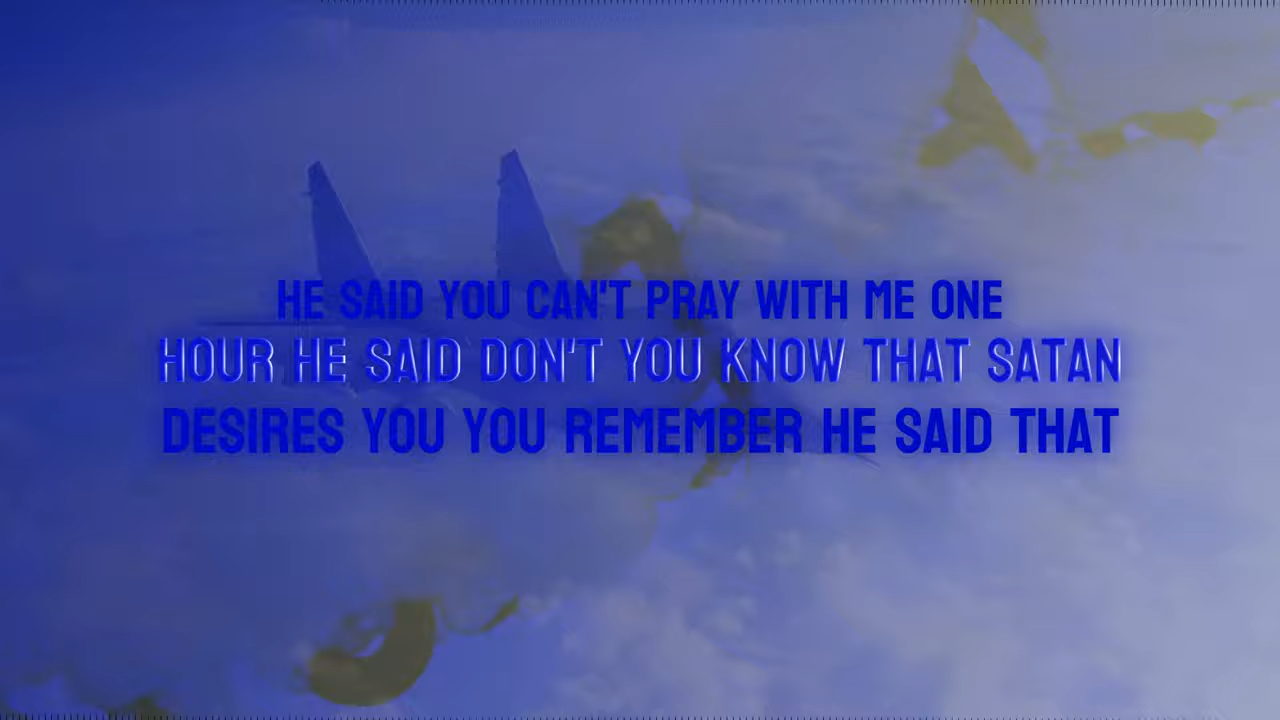 HE SAID YOU CAN'T PRAY WITH ME ONE
HOUR HE SAID DON'T YOU KNOW THAT SATAN
DESIRES YOU YOU REMEMBER HE SAID THAT